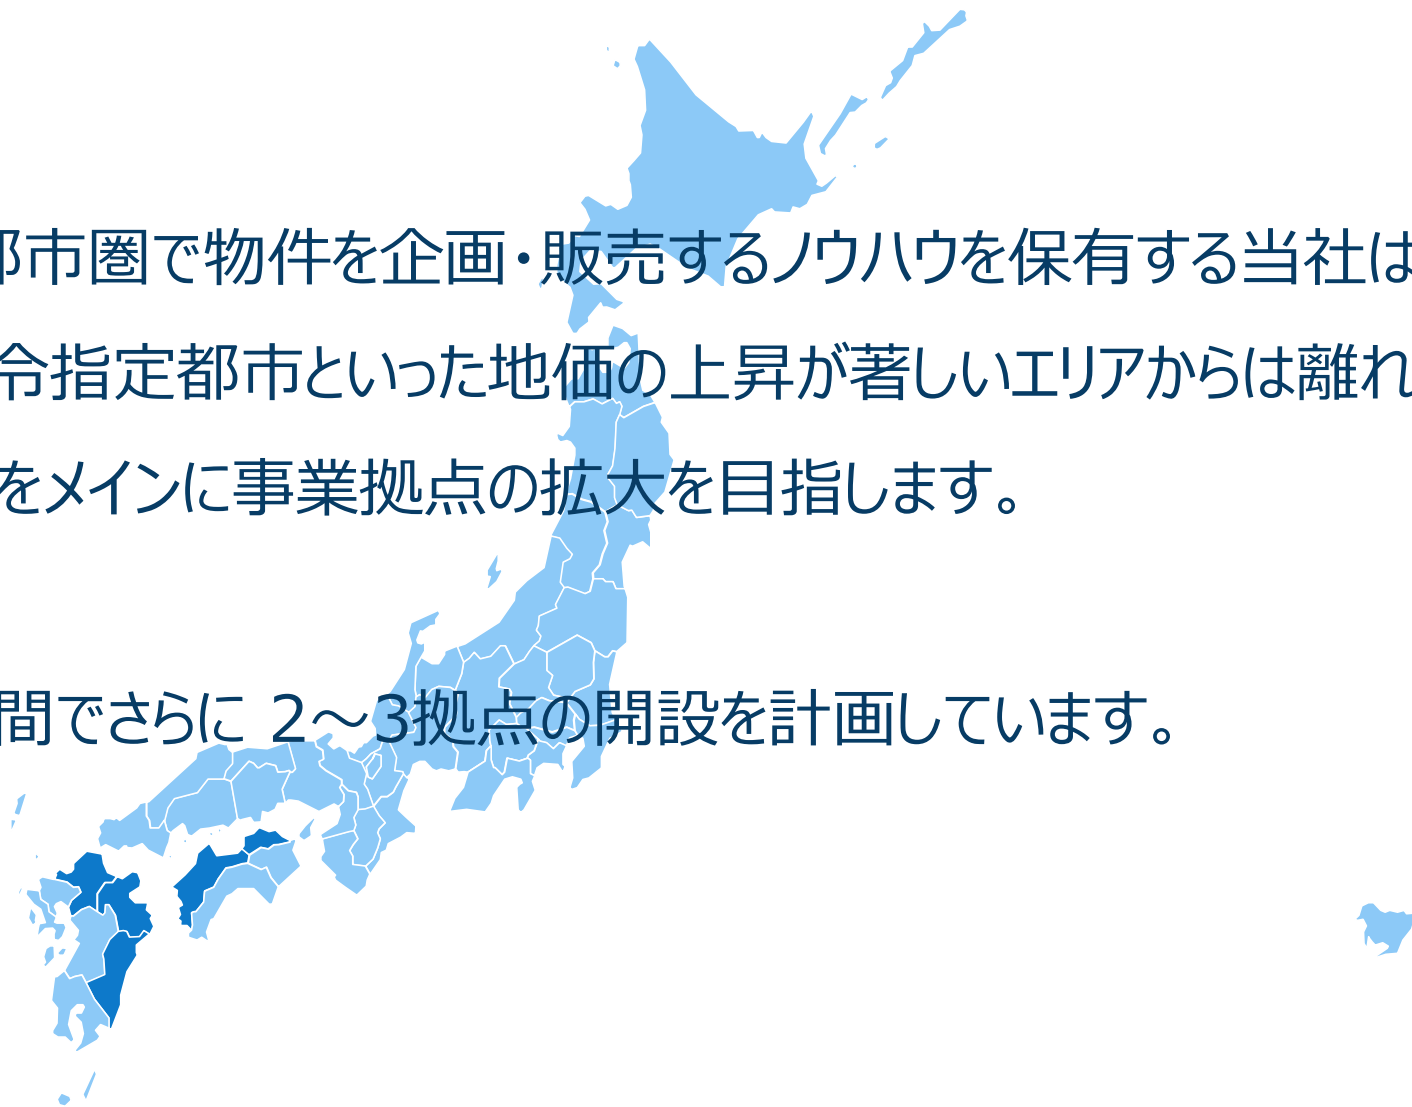 市圏で物件を企画・販売するノウハウを保有する当社は
令指定都市といった地価の上昇が著しいエリアからは離れ
をメインに事業拠点の拡大を目指します。
間でさらに 2～3拠点の開設を計画しています。